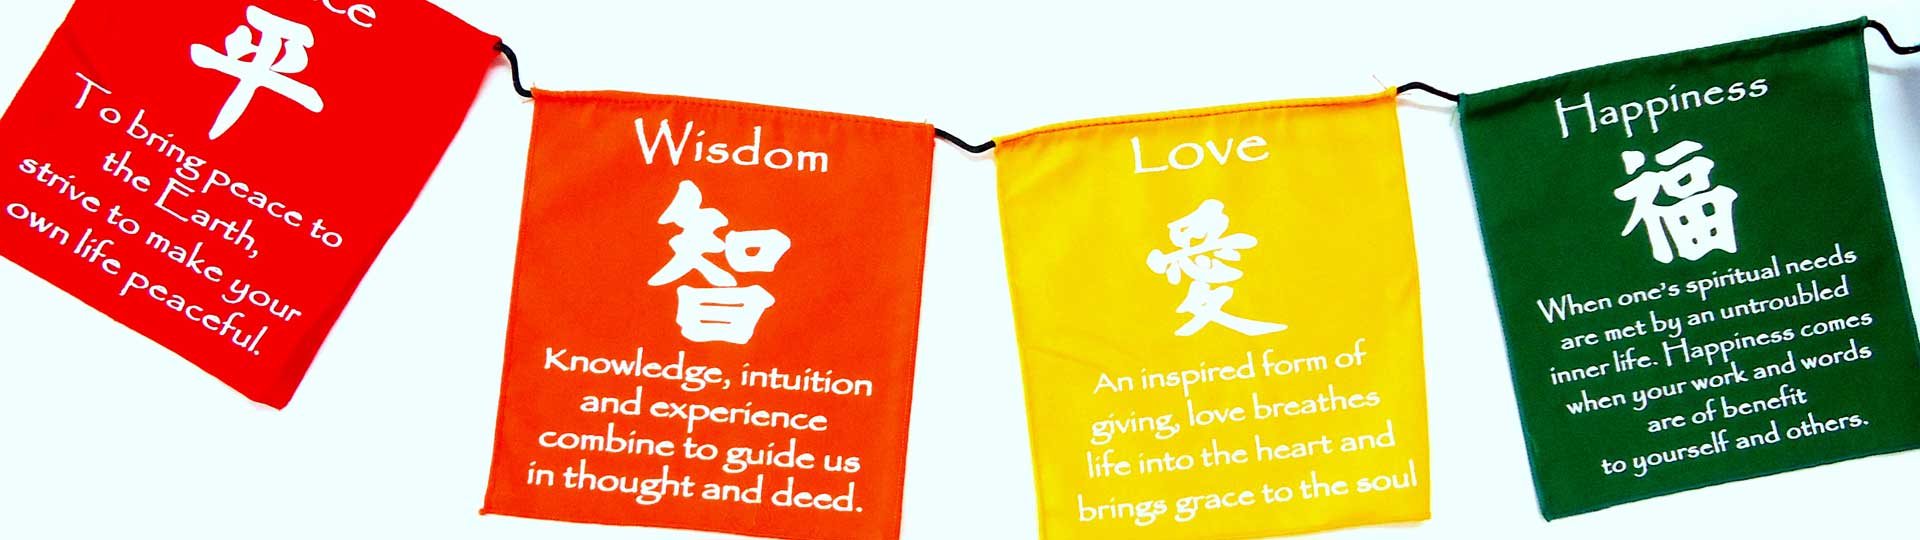 平
To bring peace to
the Earth,
strive to make your
own life peaceful.
Wisdom
智
Knowledge, intuition
and experience
combine to guide us
in thought and deed.
Love
愛
An inspired form of
giving, love breathes
life into the heart and
brings grace to the soul
Happiness
福
When one's spiritual needs
are met by an untroubled
inner life. Happiness comes
when your work and words
are of benefit
to yourself and others.